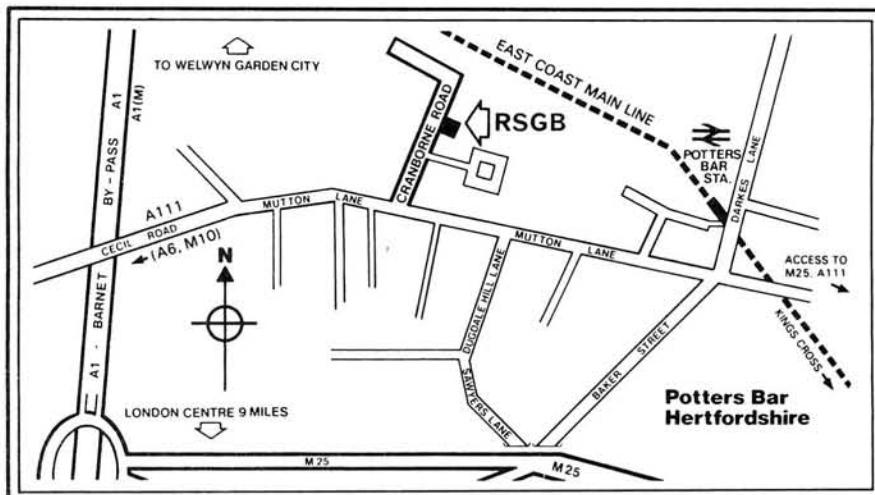 TO WELWYN GARDEN CITY
A1
A1(M)
BY - PASS
A1 - BARNET
CECIL ROAD
A111
(A6, M10)
MUTTON LANE
CRANBORNE ROAD
RSGB
EAST COAST MAIN LINE
POTTERS
BAR
STA.
DARKES LANE
MUTTON LANE
ACCESS TO
M25. A111
KINGS CROSS
N
DUGDALE HILL LANE
SAWYERS LANE
BAKER STREET
Potters Bar
Hertfordshire
LONDON CENTRE 9 MILES
M25
M25